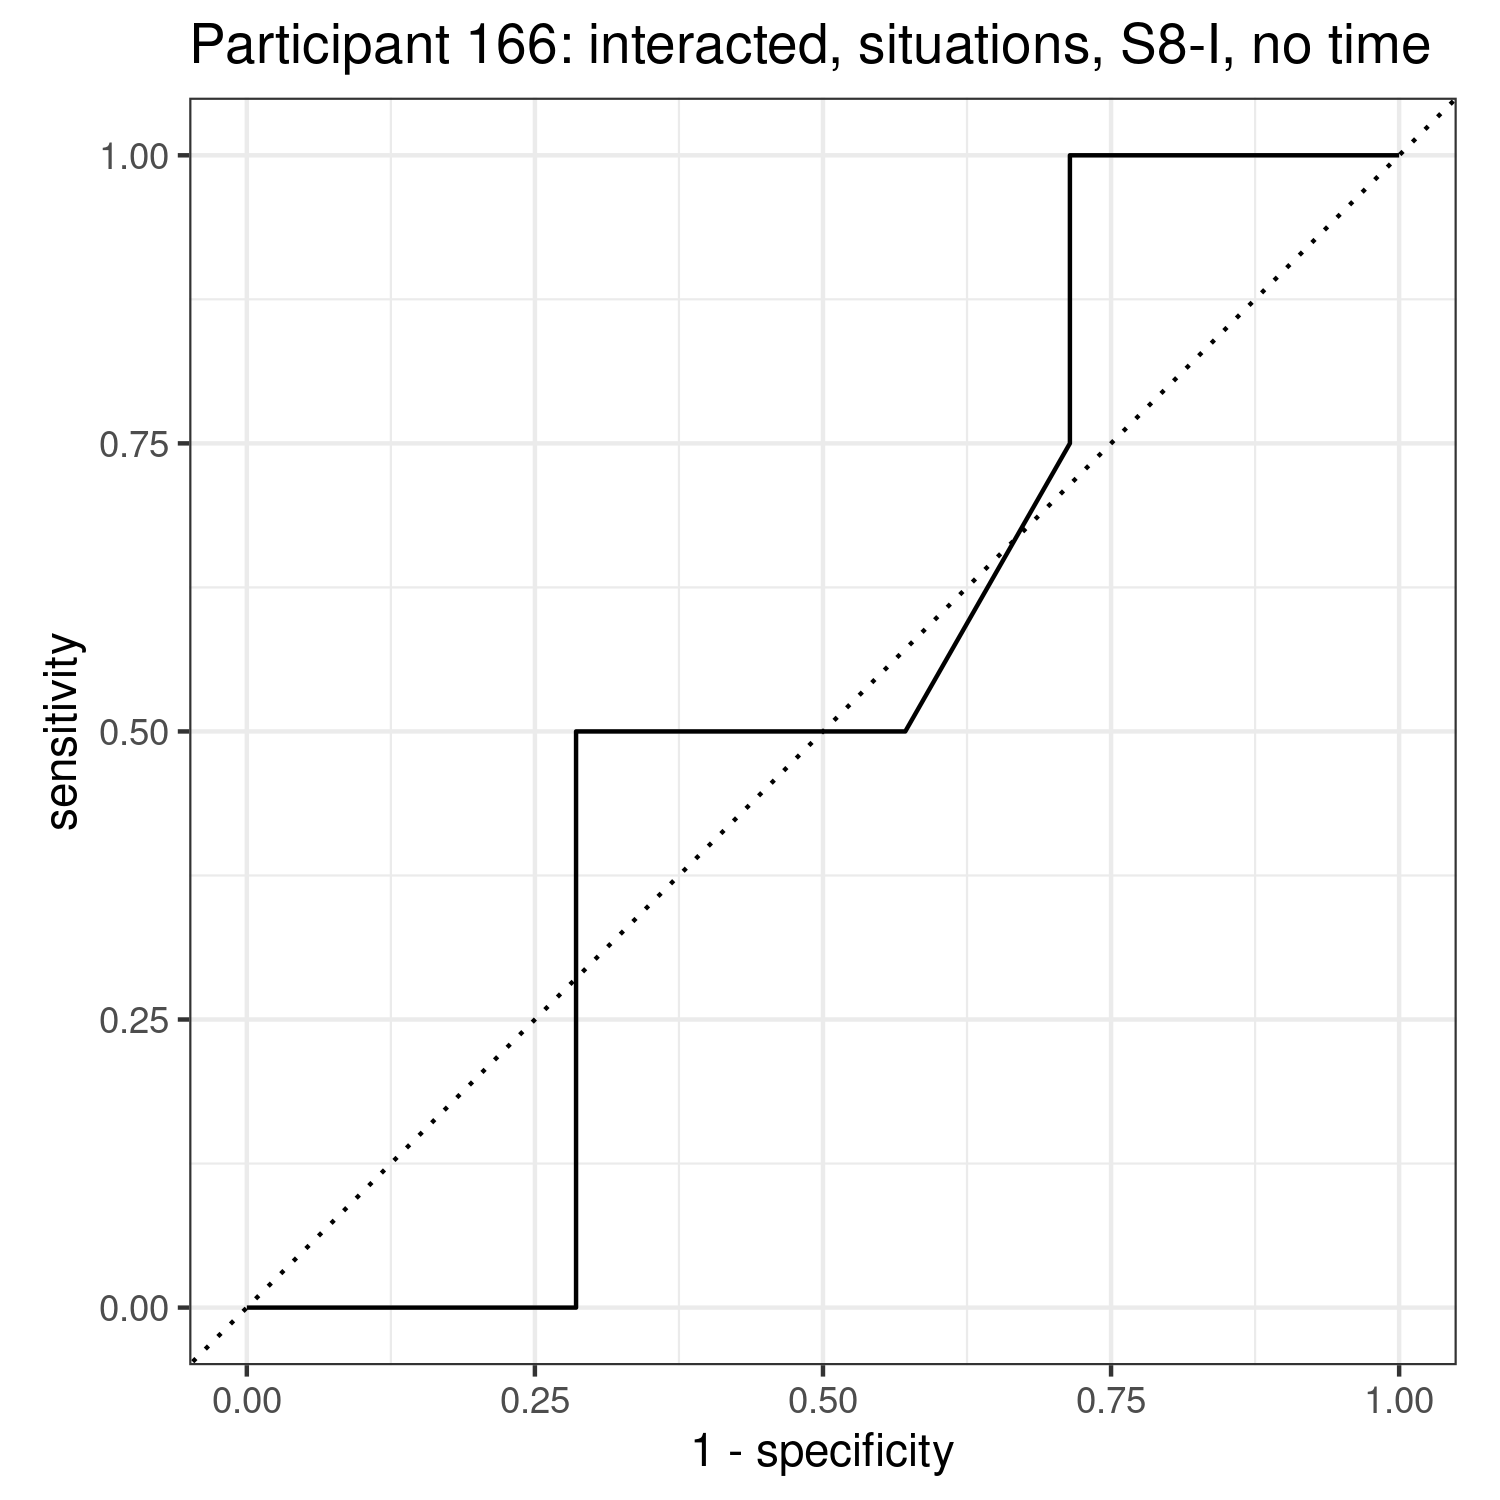 Participant 166: interacted, situations, S8-I, no time
1.00
0.75
0.50
0.25
0.00
sensitivity
0.00 0.25 0.50 0.75 1.00
1 - specificity